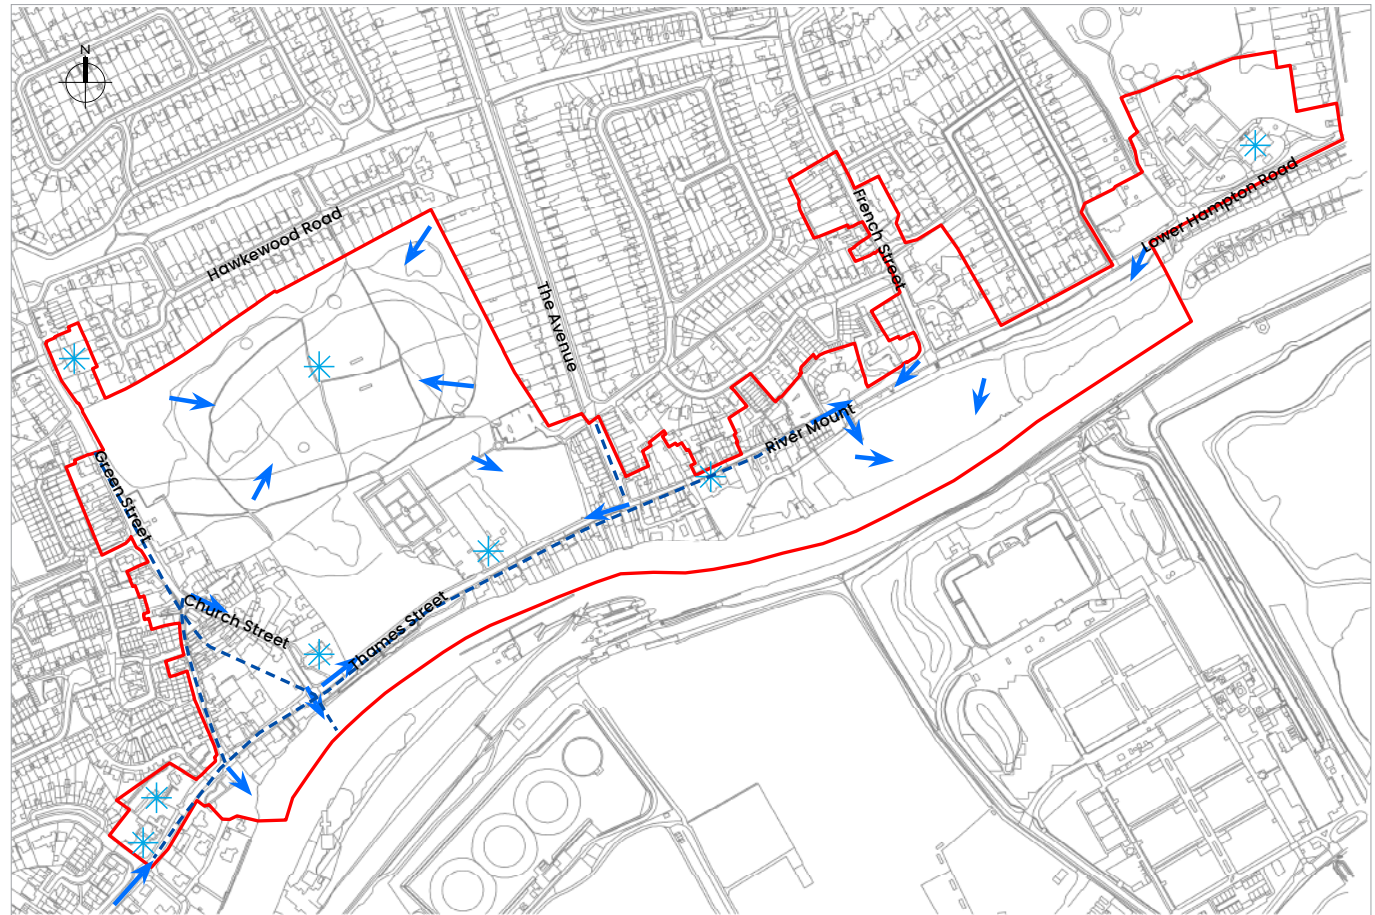 N
Lower Hampton Road
French Street
Hawkewood Road
The Avenue
River Mount
Green Street
Church Street
Thames Street